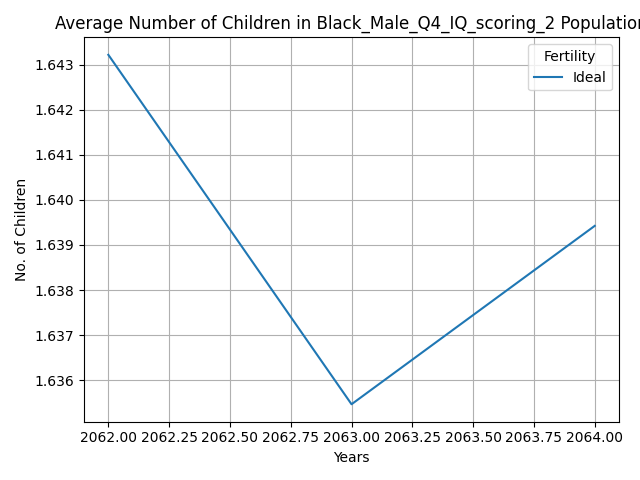 Average Number of Children in Black_Male_Q4_IQ_scoring_2 Population
Fertility
Ideal
No. of Children
1.643
1.642
1.641
1.640
1.639
1.638
1.637
1.636
2062.00 2062.25 2062.50 2062.75 2063.00 2063.25 2063.50 2063.75 2064.00
Years